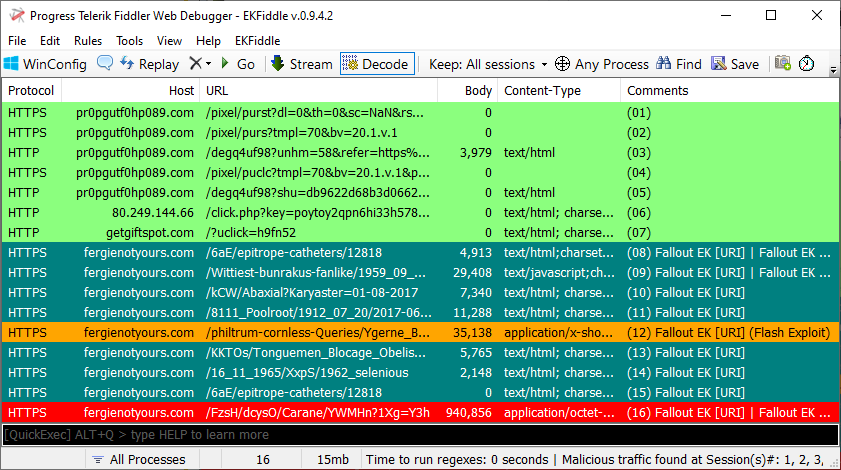 Progress Telerik Fiddler Web Debugger - EKFiddle v.0.9.4.2
File Edit Rules Tools View Help EKFiddle
WinConfig Replay Go Stream Decode Keep: All sessions Any Process Find Save
Protocol Host URL Body Content-Type Comments
HTTPS pr0pgutf0hp089.com /pixel/purst?dl=0&th=0&sc=NaN&rs... 0 (01)
HTTPS pr0pgutf0hp089.com /pixel/purs?tmpl=70&bv=20.1.v.1 0 (02)
HTTP pr0pgutf0hp089.com /degq4uf98?unhm=58&refer=https%... 3,979 text/html (03)
HTTPS pr0pgutf0hp089.com /pixel/puclc?tmpl=70&bv=20.1.v.1&p... 0 (04)
HTTP pr0pgutf0hp089.com /degq4uf98?shu=db9622d68b3d0662... 0 text/html (05)
HTTP 80.249.144.66 /click.php?key=poytoy2qpn6hi33h578... 0 text/html; charse... (06)
HTTP getgiftspot.com /?uclick=h9fn52 0 text/html; charse... (07)
HTTPS fergienotyours.com /6aE/epitrope-catheters/12818 4,913 text/html;charset... (08) Fallout EK [URI] | Fallout EK ...
HTTPS fergienotyours.com /Wittiest-bunrakus-fanlike/1959_09_... 29,408 text/javascript;ch... (09) Fallout EK [URI] | Fallout EK ...
HTTPS fergienotyours.com /kCW/Abaxial?Karyaster=01-08-2017 7,340 text/html; charse... (10) Fallout EK [URI]
HTTPS fergienotyours.com /8111_Poolroot/1912_07_20/2017-06... 11,288 text/html; charse... (11) Fallout EK [URI]
HTTPS fergienotyours.com /philtrum-cornless-Queries/Ygerne_B... 35,138 application/x-sho... (12) Fallout EK [URI] (Flash Exploit)
HTTPS fergienotyours.com /KKTOs/Tonguemen_Blocage_Obelis... 5,765 text/html; charse... (13) Fallout EK [URI]
HTTPS fergienotyours.com /16_11_1965/XxpS/1962_selenious 2,148 text/html; charse... (14) Fallout EK [URI]
HTTPS fergienotyours.com /6aE/epitrope-catheters/12818 0 text/html; charse... (15) Fallout EK [URI]
HTTPS fergienotyours.com /FzsH/dcysO/Carane/YWMHn?1Xg=Y3h 940,856 application/octet-... (16) Fallout EK [URI] | Fallout EK ...
[QuickExec] ALT+Q > type HELP to learn more
All Processes 16 15mb Time to run regexes: 0 seconds | Malicious traffic found at Session(s)#: 1, 2, 3,